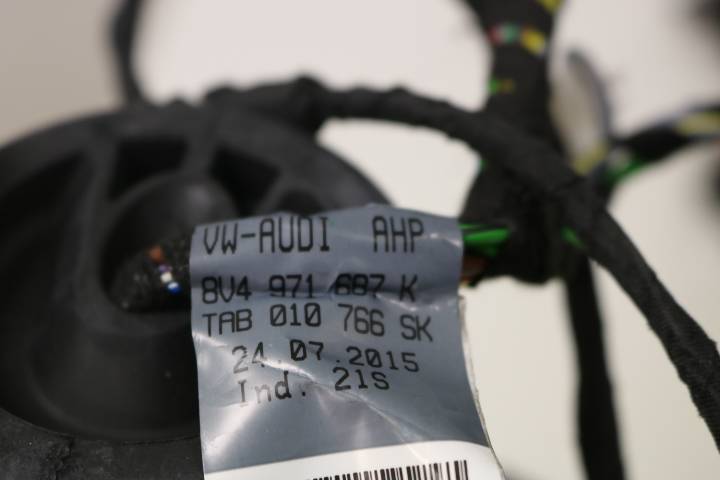 VW-AUDI AHP
8V4 971 687 K
TAB 010 766 SK
24.07.2015
Ind. 21S